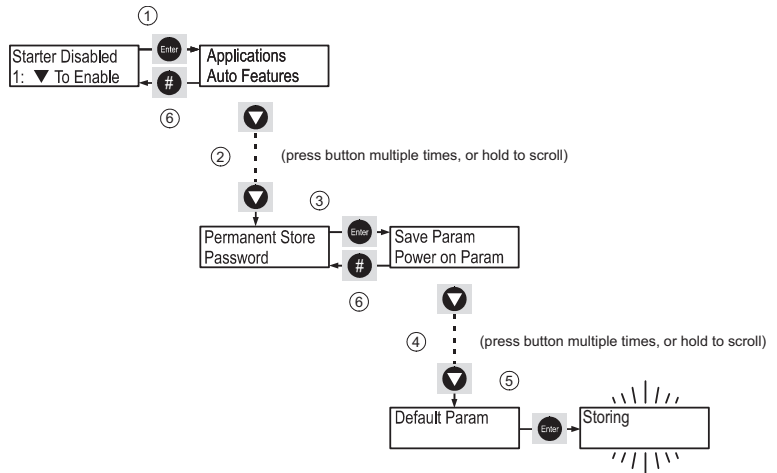 ①
Starter Disabled
1: ▼ To Enable
Enter
#
Applications
Auto Features
⑥
②
(press button multiple times, or hold to scroll)
③
Permanent Store
Password
Enter
#
Save Param
Power on Param
⑥
④
(press button multiple times, or hold to scroll)
⑤
Default Param
Enter
Storing